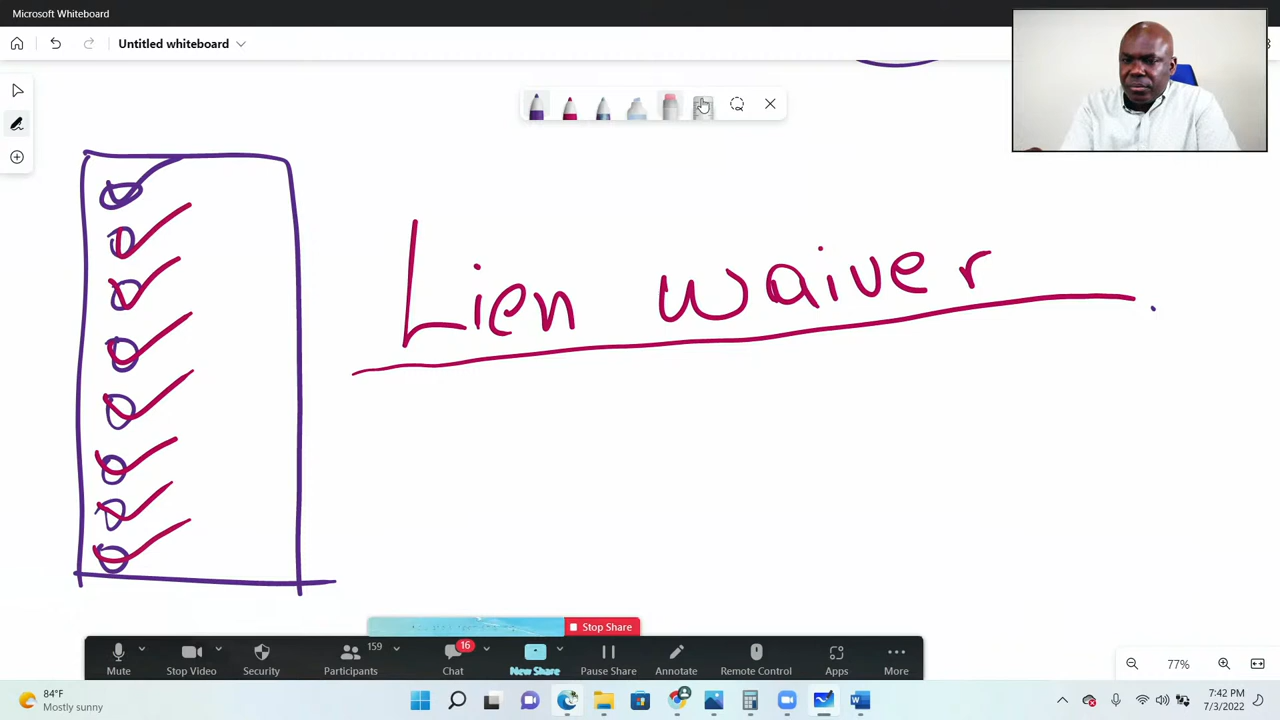 Microsoft Whiteboard
Untitled whiteboard
Lien waiver
Stop Share
159
16
Mute
Stop Video
Security
Participants
Chat
New Share
Pause Share
Annotate
Remote Control
Apps
More
77%
84°F
Mostly sunny
7:42 PM
7/3/2022